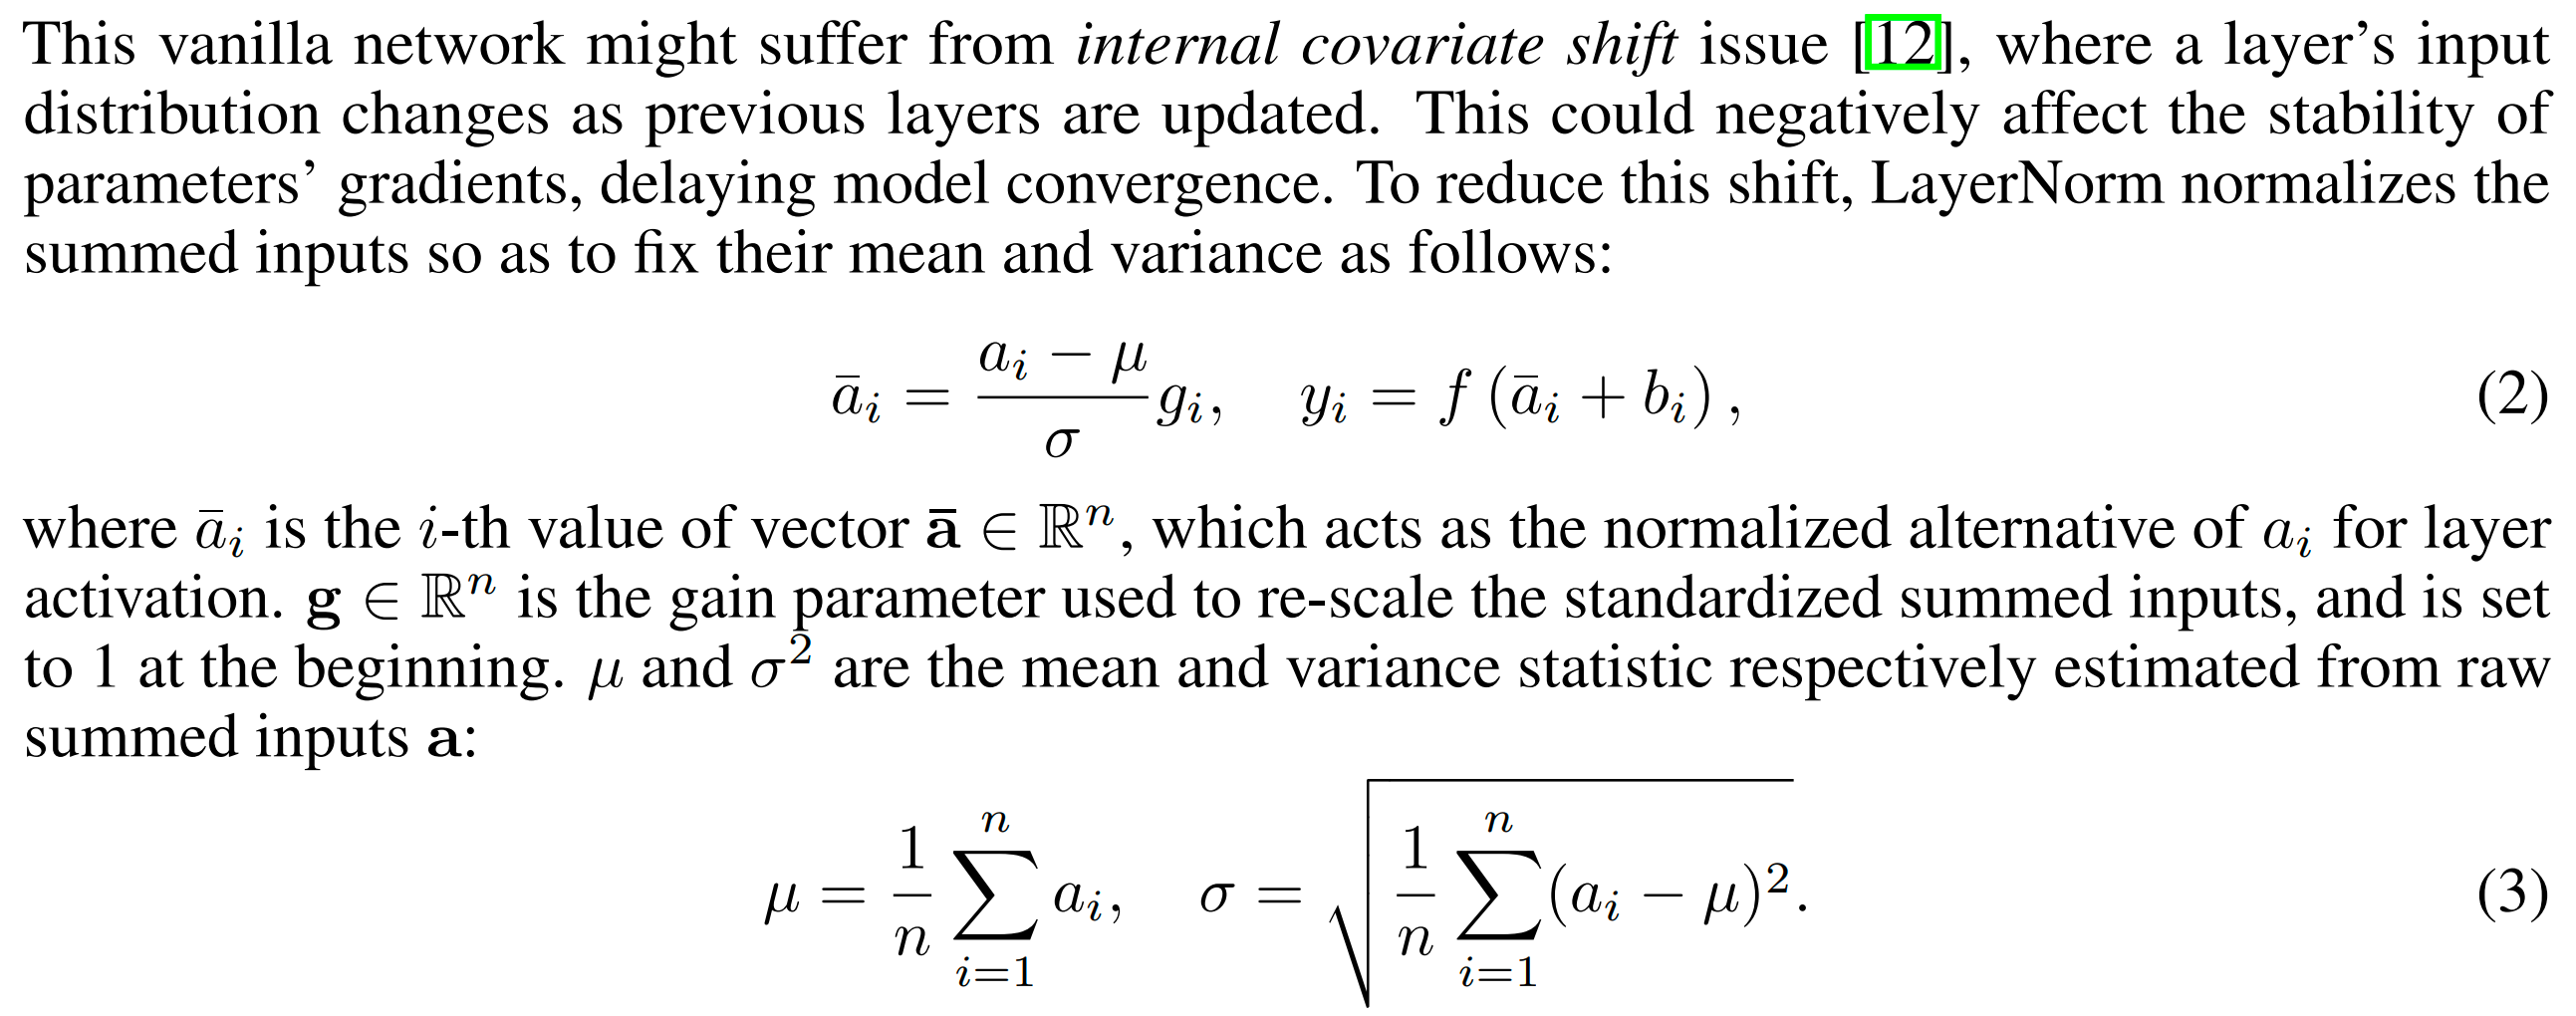 This vanilla network might suffer from internal covariate shift issue [12], where a layer’s input
distribution changes as previous layers are updated. This could negatively affect the stability of
parameters’ gradients, delaying model convergence. To reduce this shift, LayerNorm normalizes the
summed inputs so as to fix their mean and variance as follows:
$\bar{a}_i = \frac{a_i - \mu}{\sigma} g_i, \quad y_i = f\left(\bar{a}_i + b_i\right),$ (2)
where $\bar{a}_i$ is the $i$-th value of vector $\bar{\mathbf{a}} \in \mathbb{R}^n$, which acts as the normalized alternative of $a_i$ for layer
activation. $\mathbf{g} \in \mathbb{R}^n$ is the gain parameter used to re-scale the standardized summed inputs, and is set
to 1 at the beginning. $\mu$ and $\sigma^2$ are the mean and variance statistic respectively estimated from raw
summed inputs $\mathbf{a}$:
$\mu = \frac{1}{n} \sum_{i=1}^{n} a_i, \quad \sigma = \sqrt{\frac{1}{n} \sum_{i=1}^{n} (a_i - \mu)^2}.$ (3)